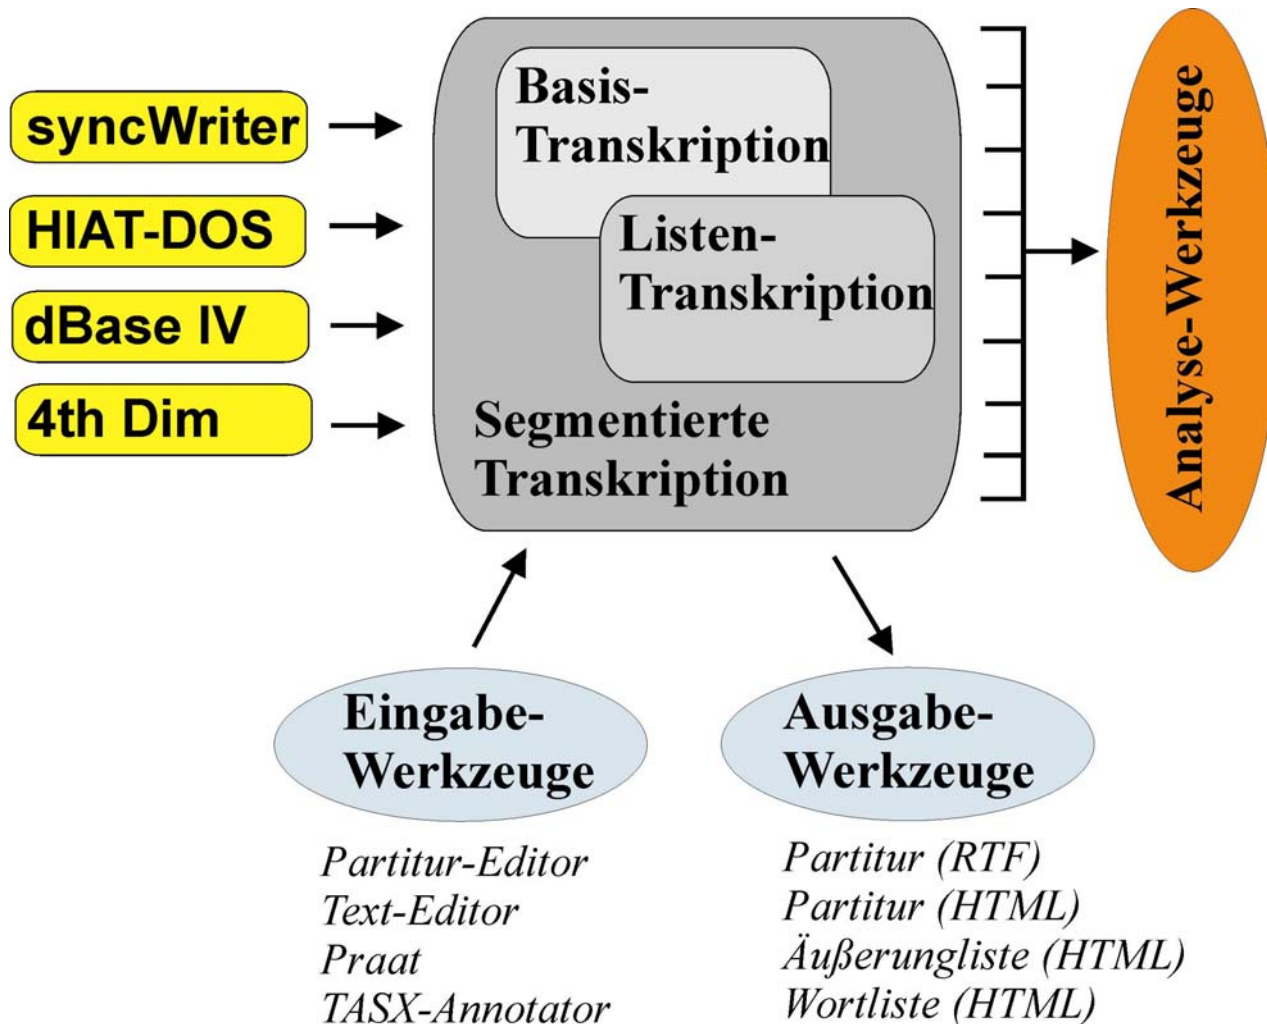 syncWriter
HIAT-DOS
dBase IV
4th Dim
Basis-
Transkription
Listen-
Transkription
Segmentierte
Transkription
Analyse-Werkzeuge
Eingabe-
Werkzeuge
Partitur-Editor
Text-Editor
Praat
TASX-Annotator
Ausgabe-
Werkzeuge
Partitur (RTF)
Partitur (HTML)
Äußerungliste (HTML)
Wortliste (HTML)